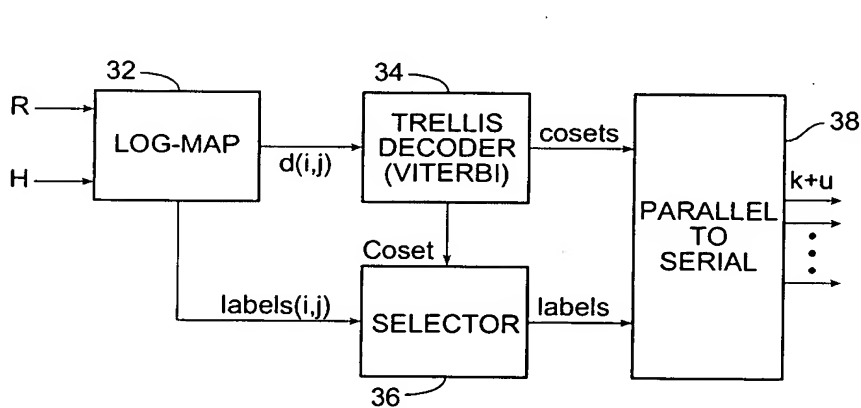 32
34
R
H
LOG-MAP
d(i,j)
TRELLIS
DECODER
(VITERBI)
cosets
38
k+u
PARALLEL
TO
SERIAL
Coset
labels(i,j)
SELECTOR
labels
36